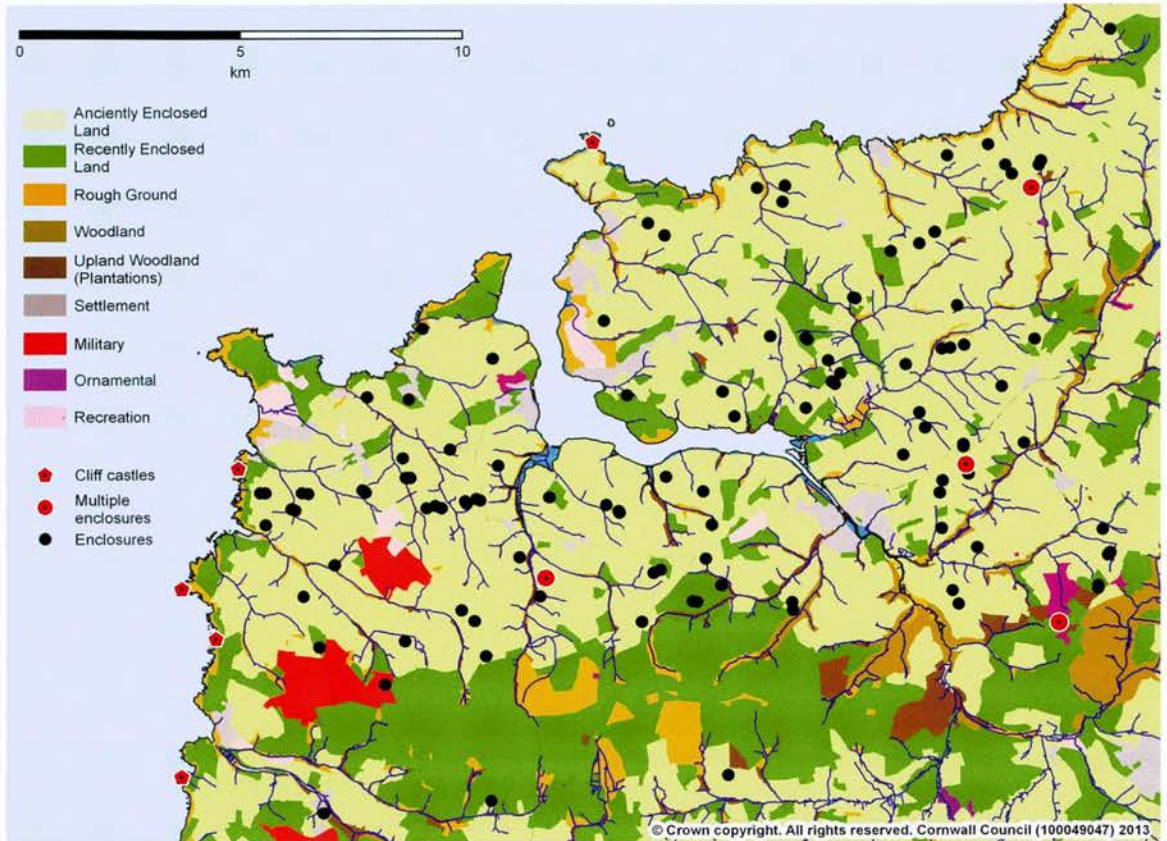 0 5 10
km
Anciently Enclosed
Land
Recently Enclosed
Land
Rough Ground
Woodland
Upland Woodland
(Plantations)
Settlement
Military
Ornamental
Recreation
Cliff castles
Multiple
enclosures
Enclosures
© Crown copyright. All rights reserved. Cornwall Council (100049047) 2013